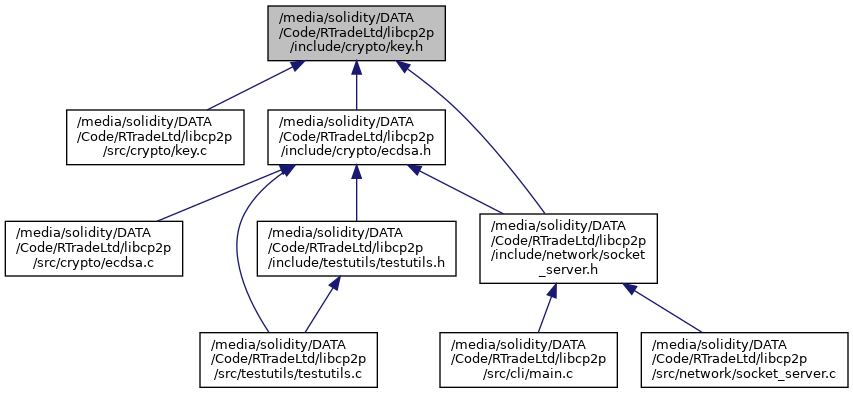 /media/solidity/DATA
/Code/RTradeLtd/libcp2p
/include/crypto/key.h
/media/solidity/DATA
/Code/RTradeLtd/libcp2p
/src/crypto/key.c
/media/solidity/DATA
/Code/RTradeLtd/libcp2p
/include/crypto/ecdsa.h
/media/solidity/DATA
/Code/RTradeLtd/libcp2p
/src/crypto/ecdsa.c
/media/solidity/DATA
/Code/RTradeLtd/libcp2p
/include/testutils/testutils.h
/media/solidity/DATA
/Code/RTradeLtd/libcp2p
/include/network/socket
_server.h
/media/solidity/DATA
/Code/RTradeLtd/libcp2p
/src/testutils/testutils.c
/media/solidity/DATA
/Code/RTradeLtd/libcp2p
/src/cli/main.c
/media/solidity/DATA
/Code/RTradeLtd/libcp2p
/src/network/socket_server.c